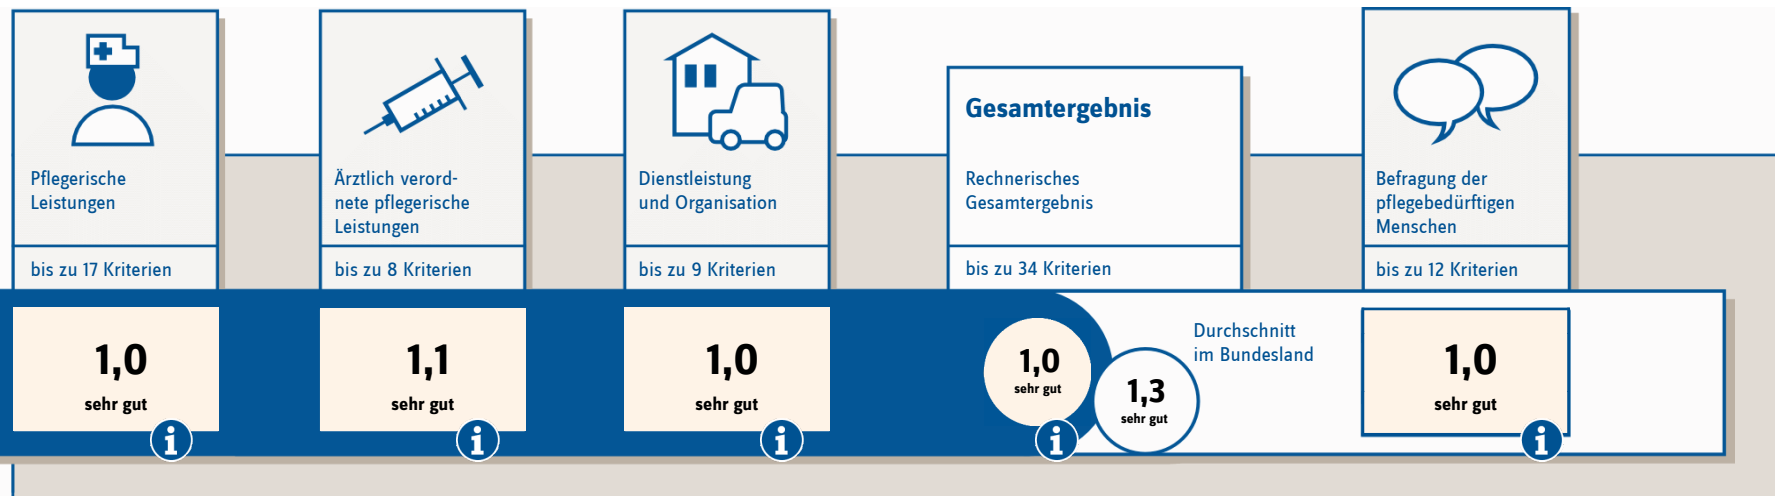 Pflegerische
Leistungen
bis zu 17 Kriterien
1,0
sehr gut
i
Ärztlich verord-
nete pflegerische
Leistungen
bis zu 8 Kriterien
1,1
sehr gut
i
Dienstleistung
und Organisation
bis zu 9 Kriterien
1,0
sehr gut
i
Gesamtergebnis
Rechnerisches
Gesamtergebnis
bis zu 34 Kriterien
1,0
sehr gut
i
1,3
sehr gut
Durchschnitt
im Bundesland
Befragung der
pflegebedürftigen
Menschen
bis zu 12 Kriterien
1,0
sehr gut
i